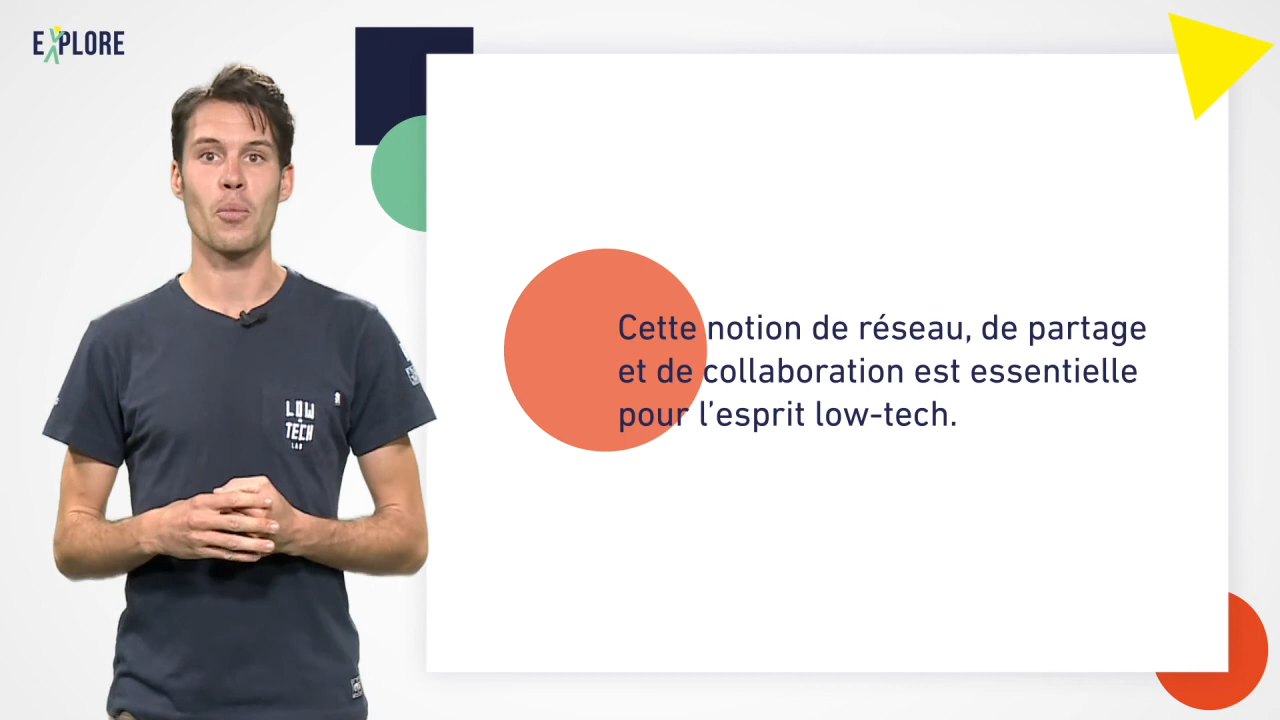 EXPLORE
Cette notion de réseau, de partage
et de collaboration est essentielle
pour l’esprit low-tech.
LOW
TECH
LAB